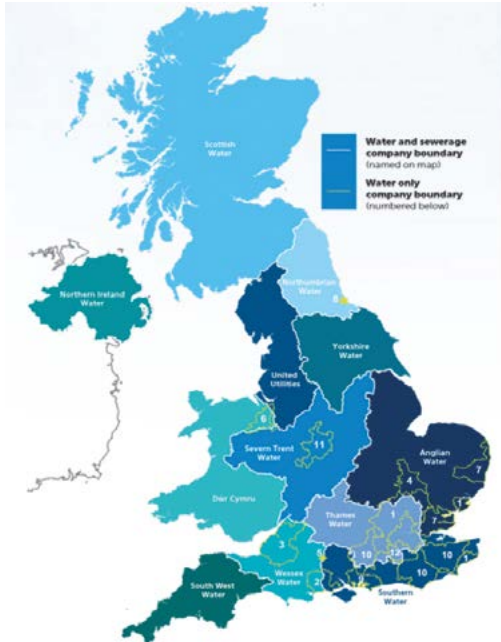 Scottish
Water
Water and sewerage
company boundary
(named on map)
Water only
company boundary
(numbered below)
Northern Ireland
Water
Northumbrian
Water
8
Yorkshire
Water
United
Utilities
6
Severn Trent
Water
11
Anglian
Water
7
4
Dŵr Cymru
Thames
Water
1
7
3
5
10
12
10
Wessex
Water
2
10
South West
Water
Southern
Water